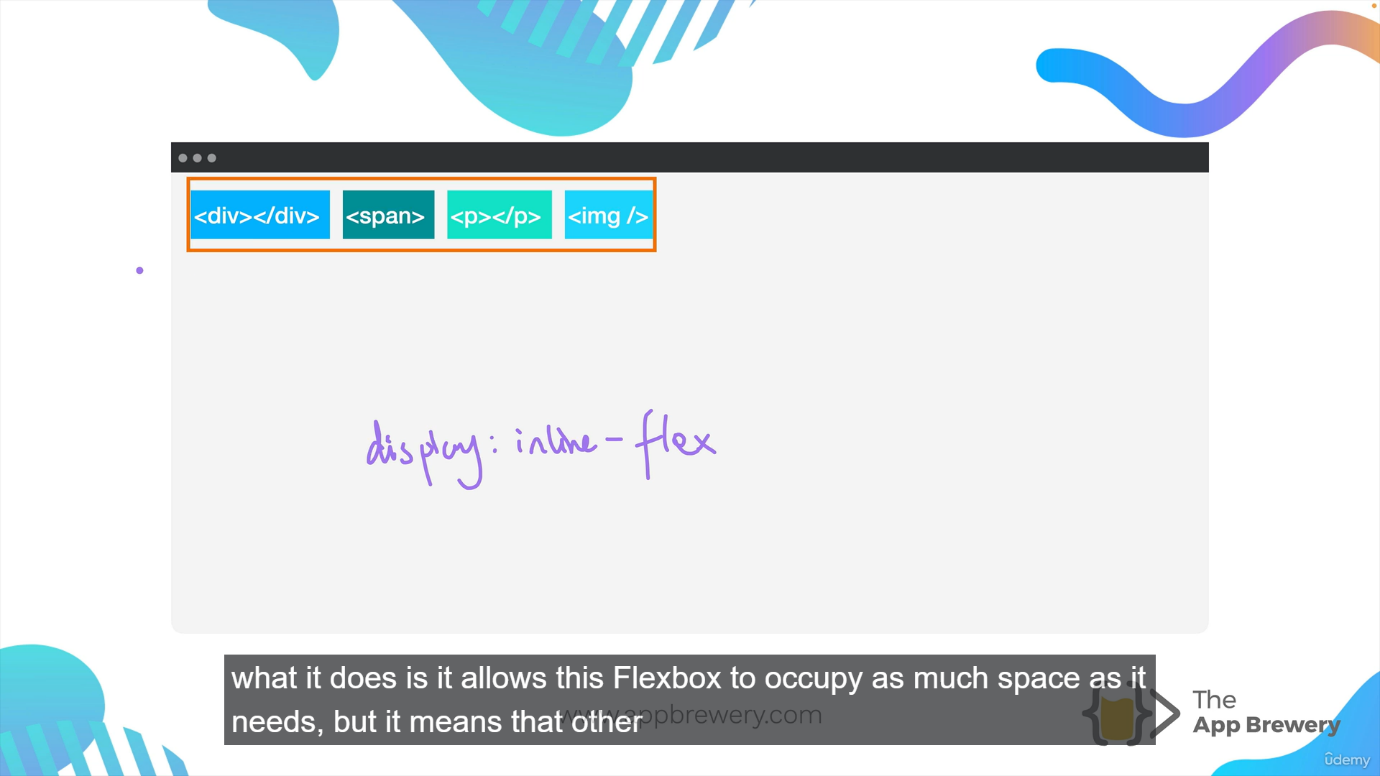 <div></div>
<span>
<p></p>
<img />
display: inline-flex
what it does is it allows this Flexbox to occupy as much space as it
needs, but it means that other
www.appbrewery.com
The
App Brewery
ûdemy